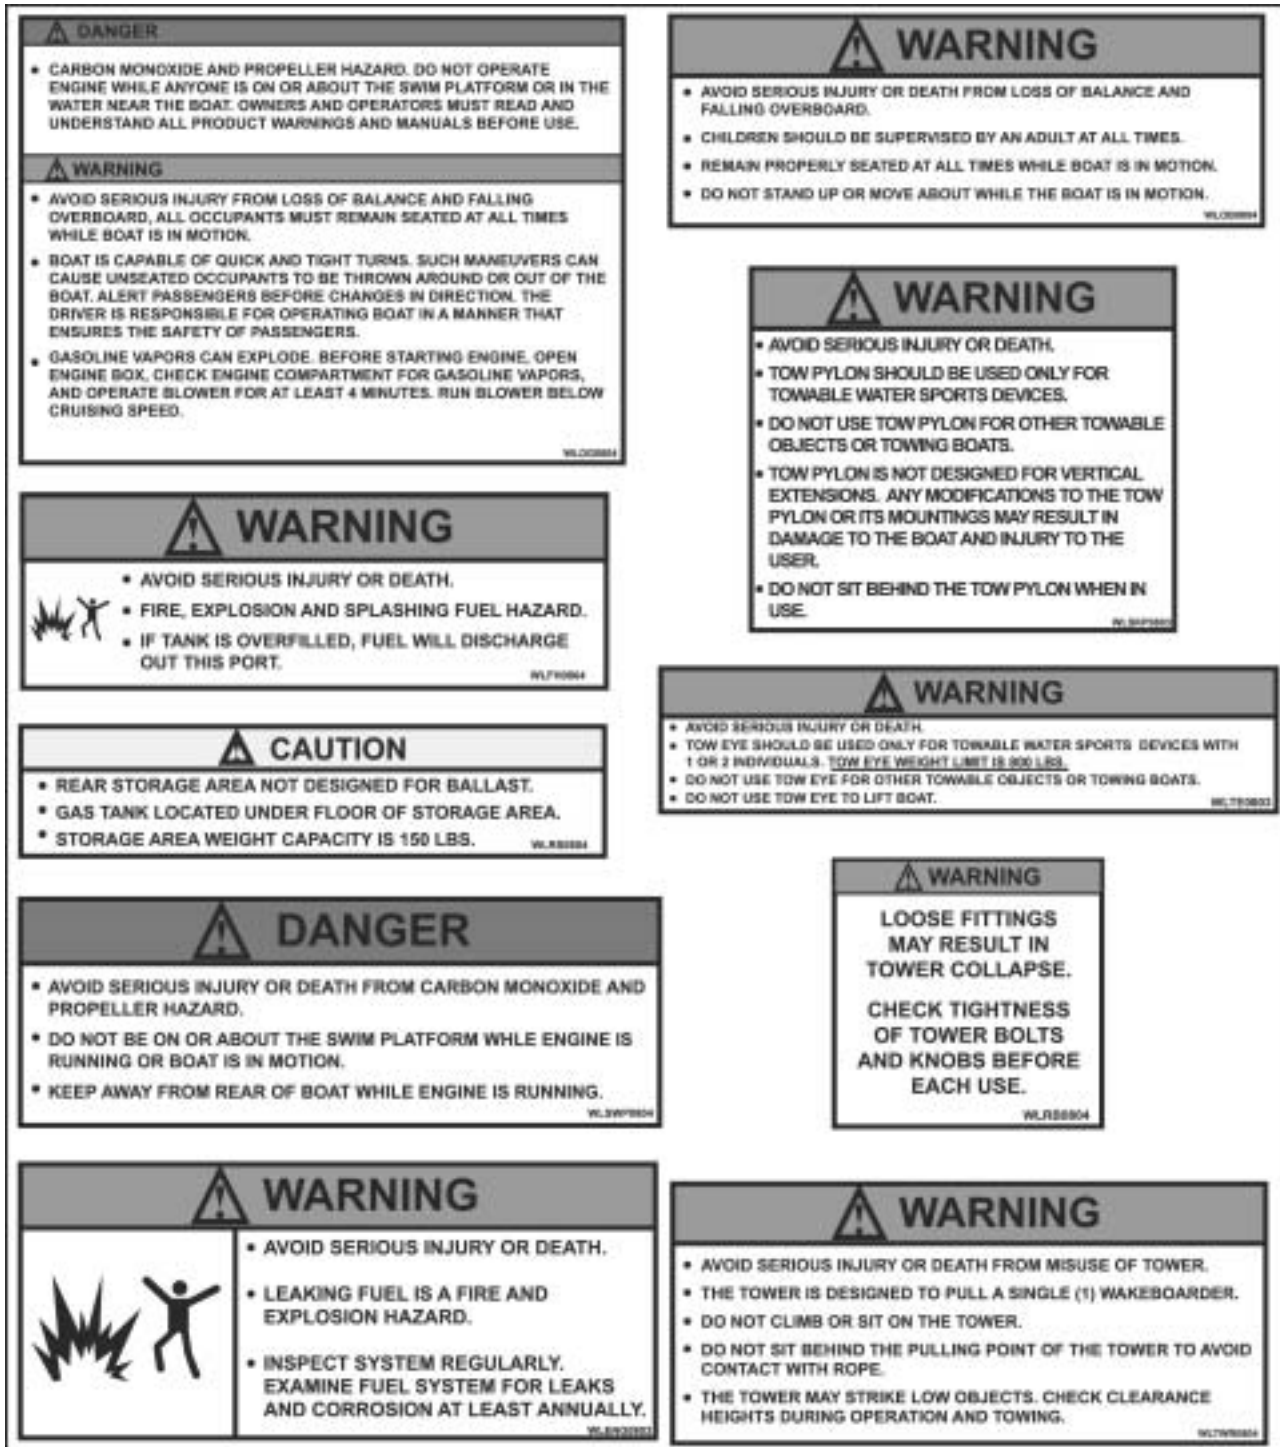 DANGER
• CARBON MONOXIDE AND PROPELLER HAZARD. DO NOT OPERATE
ENGINE WHILE ANYONE IS ON OR ABOUT THE SWIM PLATFORM OR IN THE
WATER NEAR THE BOAT. OWNERS AND OPERATORS MUST READ AND
UNDERSTAND ALL PRODUCT WARNINGS AND MANUALS BEFORE USE.
WARNING
• AVOID SERIOUS INJURY FROM LOSS OF BALANCE AND FALLING
OVERBOARD, ALL OCCUPANTS MUST REMAIN SEATED AT ALL TIMES
WHILE BOAT IS IN MOTION.
• BOAT IS CAPABLE OF QUICK AND TIGHT TURNS. SUCH MANEUVERS CAN
CAUSE UNSEATED OCCUPANTS TO BE THROWN AROUND OR OUT OF THE
BOAT. ALERT PASSENGERS BEFORE CHANGES IN DIRECTION. THE
DRIVER IS RESPONSIBLE FOR OPERATING BOAT IN A MANNER THAT
ENSURES THE SAFETY OF PASSENGERS.
• GASOLINE VAPORS CAN EXPLODE. BEFORE STARTING ENGINE, OPEN
ENGINE BOX, CHECK ENGINE COMPARTMENT FOR GASOLINE VAPORS,
AND OPERATE BLOWER FOR AT LEAST 4 MINUTES. RUN BLOWER BELOW
CRUISING SPEED.
WARNING
• AVOID SERIOUS INJURY OR DEATH.
• FIRE, EXPLOSION AND SPLASHING FUEL HAZARD.
• IF TANK IS OVERFILLED, FUEL WILL DISCHARGE
OUT THIS PORT.
CAUTION
• REAR STORAGE AREA NOT DESIGNED FOR BALLAST.
• GAS TANK LOCATED UNDER FLOOR OF STORAGE AREA.
• STORAGE AREA WEIGHT CAPACITY IS 150 LBS.
DANGER
• AVOID SERIOUS INJURY OR DEATH FROM CARBON MONOXIDE AND
PROPELLER HAZARD.
• DO NOT BE ON OR ABOUT THE SWIM PLATFORM WHLE ENGINE IS
RUNNING OR BOAT IS IN MOTION.
• KEEP AWAY FROM REAR OF BOAT WHILE ENGINE IS RUNNING.
WARNING
• AVOID SERIOUS INJURY OR DEATH.
• LEAKING FUEL IS A FIRE AND
EXPLOSION HAZARD.
• INSPECT SYSTEM REGULARLY.
EXAMINE FUEL SYSTEM FOR LEAKS
AND CORROSION AT LEAST ANNUALLY.
WARNING
• AVOID SERIOUS INJURY OR DEATH FROM LOSS OF BALANCE AND
FALLING OVERBOARD.
• CHILDREN SHOULD BE SUPERVISED BY AN ADULT AT ALL TIMES.
• REMAIN PROPERLY SEATED AT ALL TIMES WHILE BOAT IS IN MOTION.
• DO NOT STAND UP OR MOVE ABOUT WHILE THE BOAT IS IN MOTION.
WARNING
• AVOID SERIOUS INJURY OR DEATH.
• TOW PYLON SHOULD BE USED ONLY FOR
TOWABLE WATER SPORTS DEVICES.
• DO NOT USE TOW PYLON FOR OTHER TOWABLE
OBJECTS OR TOWING BOATS.
• TOW PYLON IS NOT DESIGNED FOR VERTICAL
EXTENSIONS. ANY MODIFICATIONS TO THE TOW
PYLON OR ITS MOUNTINGS MAY RESULT IN
DAMAGE TO THE BOAT AND INJURY TO THE
USER.
• DO NOT SIT BEHIND THE TOW PYLON WHEN IN
USE.
WARNING
• AVOID SERIOUS INJURY OR DEATH.
• TOW EYE SHOULD BE USED ONLY FOR TOWABLE WATER SPORTS DEVICES WITH
1 OR 2 INDIVIDUALS. TOW EYE WEIGHT LIMIT IS LBS.
• DO NOT USE TOW EYE FOR OTHER TOWABLE OBJECTS OR TOWING BOATS.
• DO NOT USE TOW EYE TO LIFT BOAT.
WARNING
LOOSE FITTINGS
MAY RESULT IN
TOWER COLLAPSE.
CHECK TIGHTNESS
OF TOWER BOLTS
AND KNOBS BEFORE
EACH USE.
WARNING
• AVOID SERIOUS INJURY OR DEATH FROM MISUSE OF TOWER.
• THE TOWER IS DESIGNED TO PULL A SINGLE (1) WAKEBOARDER.
• DO NOT CLIMB OR SIT ON THE TOWER.
• DO NOT SIT BEHIND THE PULLING POINT OF THE TOWER TO AVOID
CONTACT WITH ROPE.
• THE TOWER MAY STRIKE LOW OBJECTS. CHECK CLEARANCE
HEIGHTS DURING OPERATION AND TOWING.